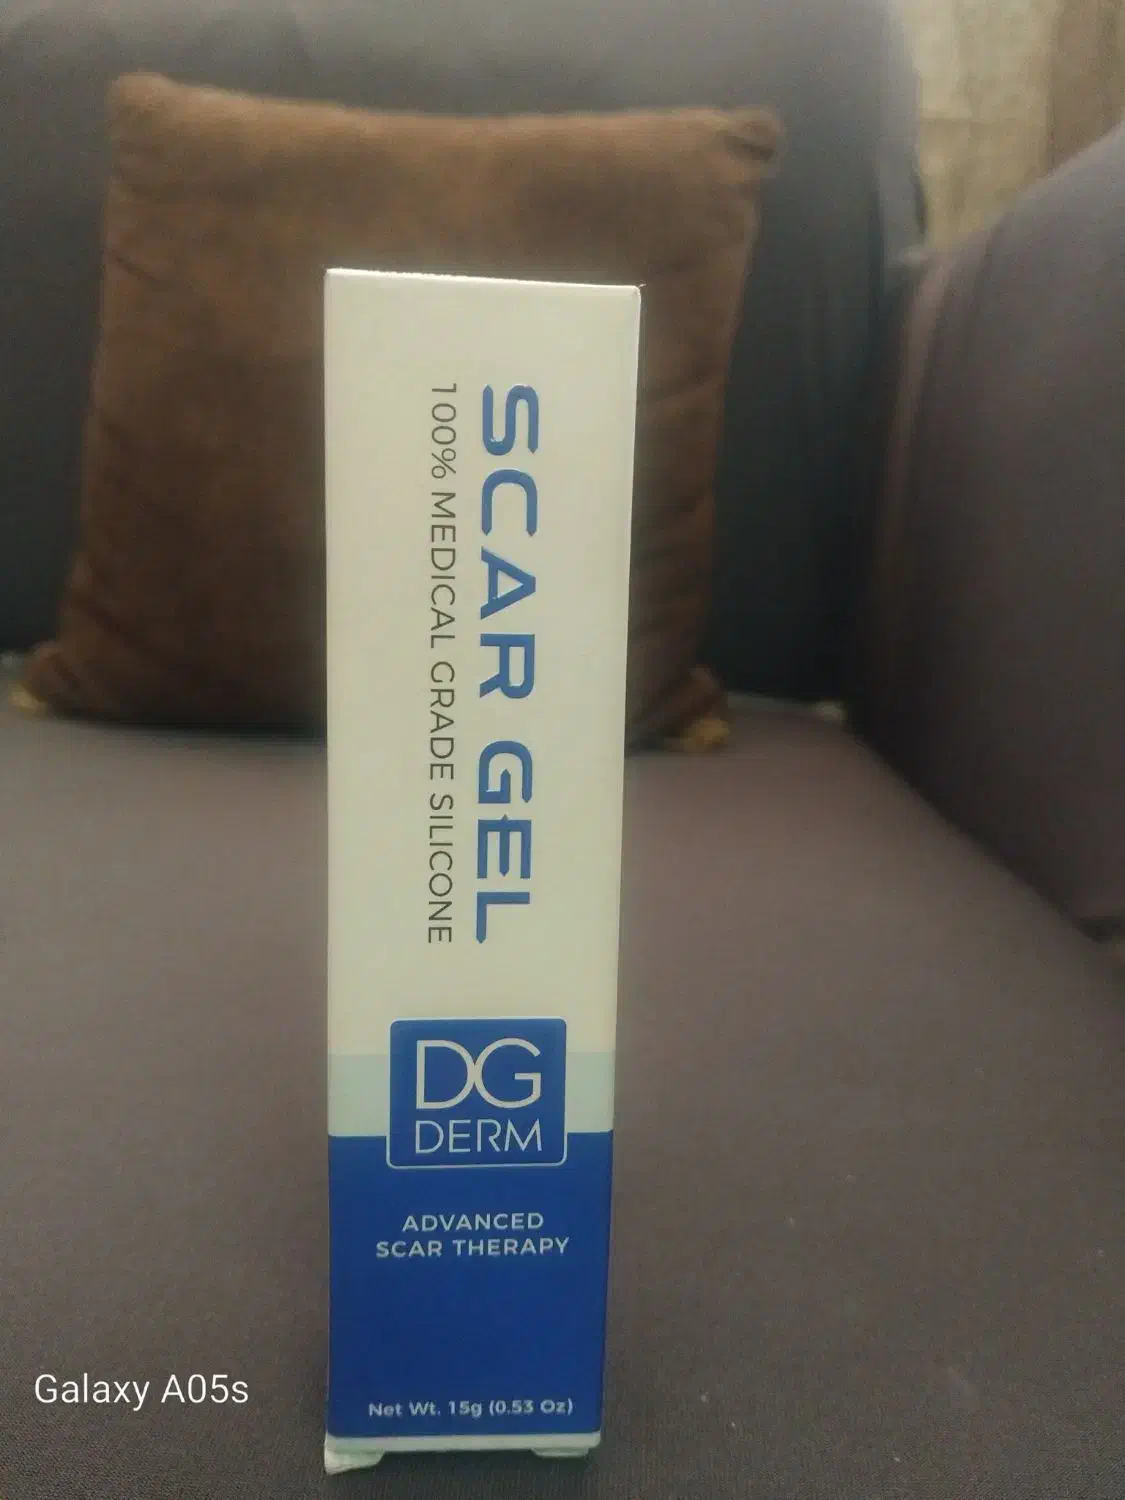 SCAR GEL
100% MEDICAL GRADE SILICONE
DG
DERM
ADVANCED
SCAR THERAPY
Net Wt. 15g (0.53 Oz)
Galaxy A05s